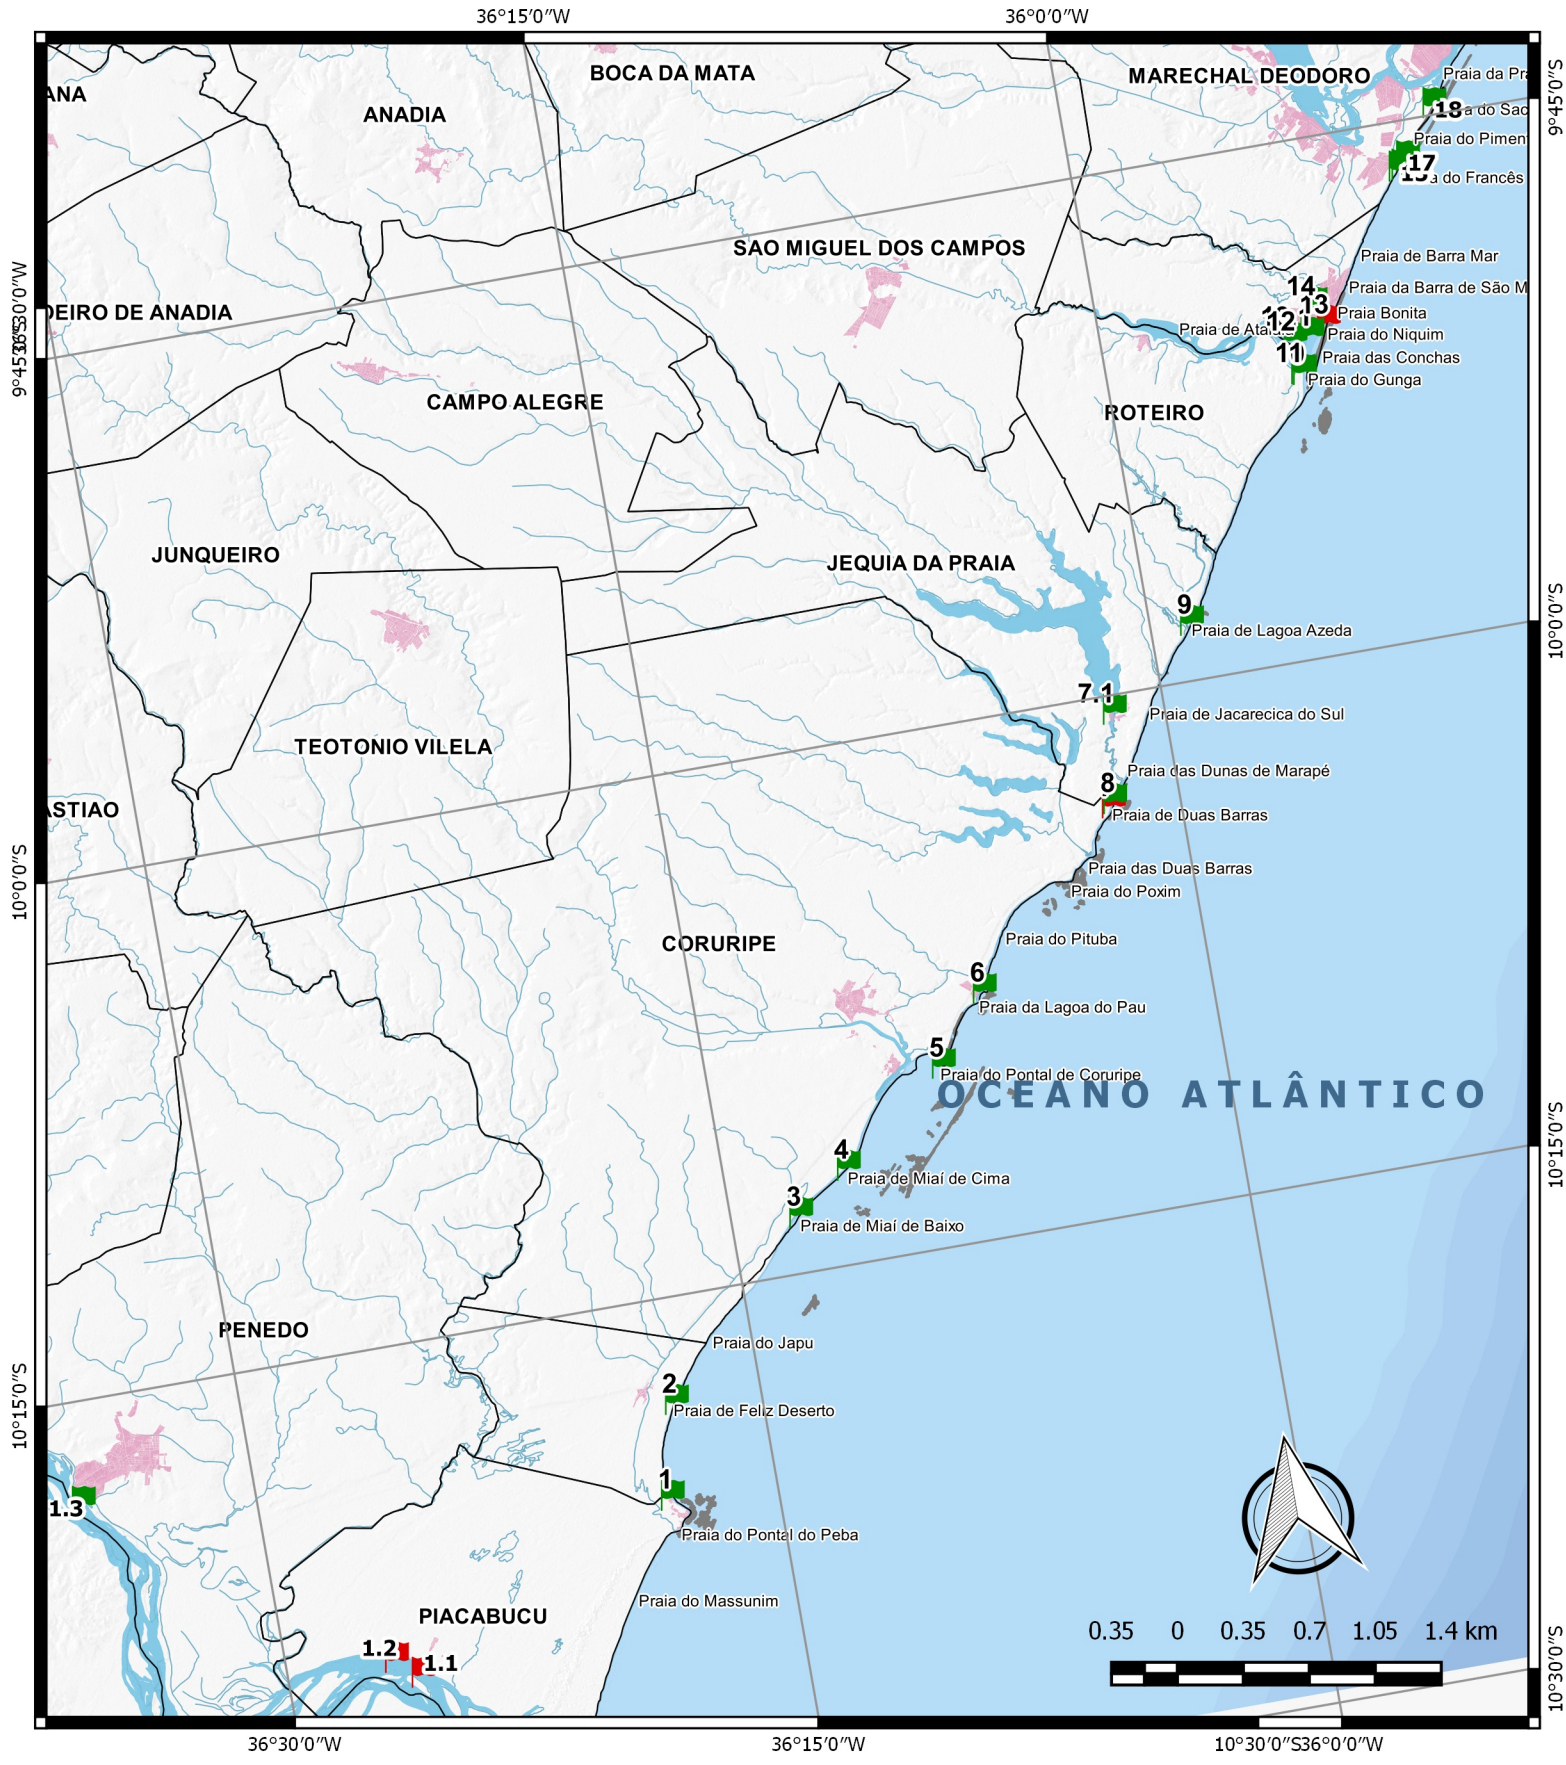 36°15'0"W
36°0'0"W
BOCA DA MATA
MARECHAL DEODORO
Praia da Pra
ANA
ANADIA
18
a do Sac
9°45'0"S
Praia do Pimen
17
a do Francês
SAO MIGUEL DOS CAMPOS
Praia de Barra Mar
14
Praia da Barra de São M
13
DEIRO DE ANADIA
Praia Bonita
12
Praia de
Praia do Niquim
9°45'
11
Praia das Conchas
Praia do Gunga
CAMPO ALEGRE
ROTEIRO
JUNQUEIRO
JEQUIA DA PRAIA
9
Praia de Lagoa Azeda
10°0'0"S
7.1
Praia de Jacarecica do Sul
TEOTONIO VILELA
Praia das Dunas de Marapé
8
ASTIAO
Praia de Duas Barras
Praia das Duas Barras
10°0'0"S
Praia do Poxim
CORURIPE
Praia do Pituba
6
Praia da Lagoa do Pau
5
Praia do Pontal de Coruripe
OCEANO ATLÂNTICO
10°15'0"S
4
Praia de Miaí de Cima
3
Praia de Miaí de Baixo
PENEDO
Praia do Japu
10°15'0"S
2
Praia de Feliz Deserto
1
1.3
Praia do Pontal do Peba
Praia do Massunim
PIACABUCU
0.35 0 0.35 0.7 1.05 1.4 km
1.2
1.1
10°30'0"S
36°30'0"W
36°15'0"W
10°30'0"S
36°0'0"W